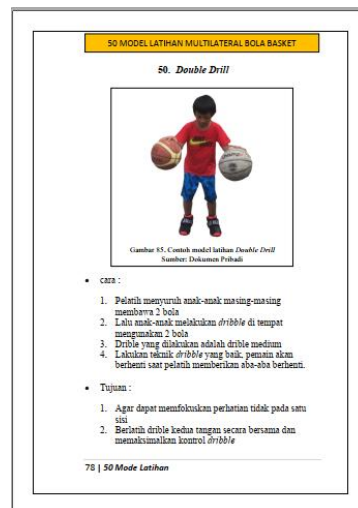 50 MODEL LATIHAN MULTILATERAL BOLA BASKET
50. Double Drill
Gambar 85. Contoh model latihan Double Drill
Sumber: Dokumen Pribadi
• cara :
1. Pelatih menyuruh anak-anak masing-masing
membawa 2 bola
2. Lalu anak-anak melakukan dribble di tempat
mengunakan 2 bola
3. Drible yang dilakukan adalah drible medium
4. Lakukan teknik dribble yang baik, pemain akan
berhenti saat pelatih memberikan aba-aba berhenti.
• Tujuan :
1. Agar dapat memfokuskan perhatian tidak pada satu
sisi
2. Berlatih drible kedua tangan secara bersama dan
memaksimalkan kontrol dribble
78 | 50 Mode Latihan